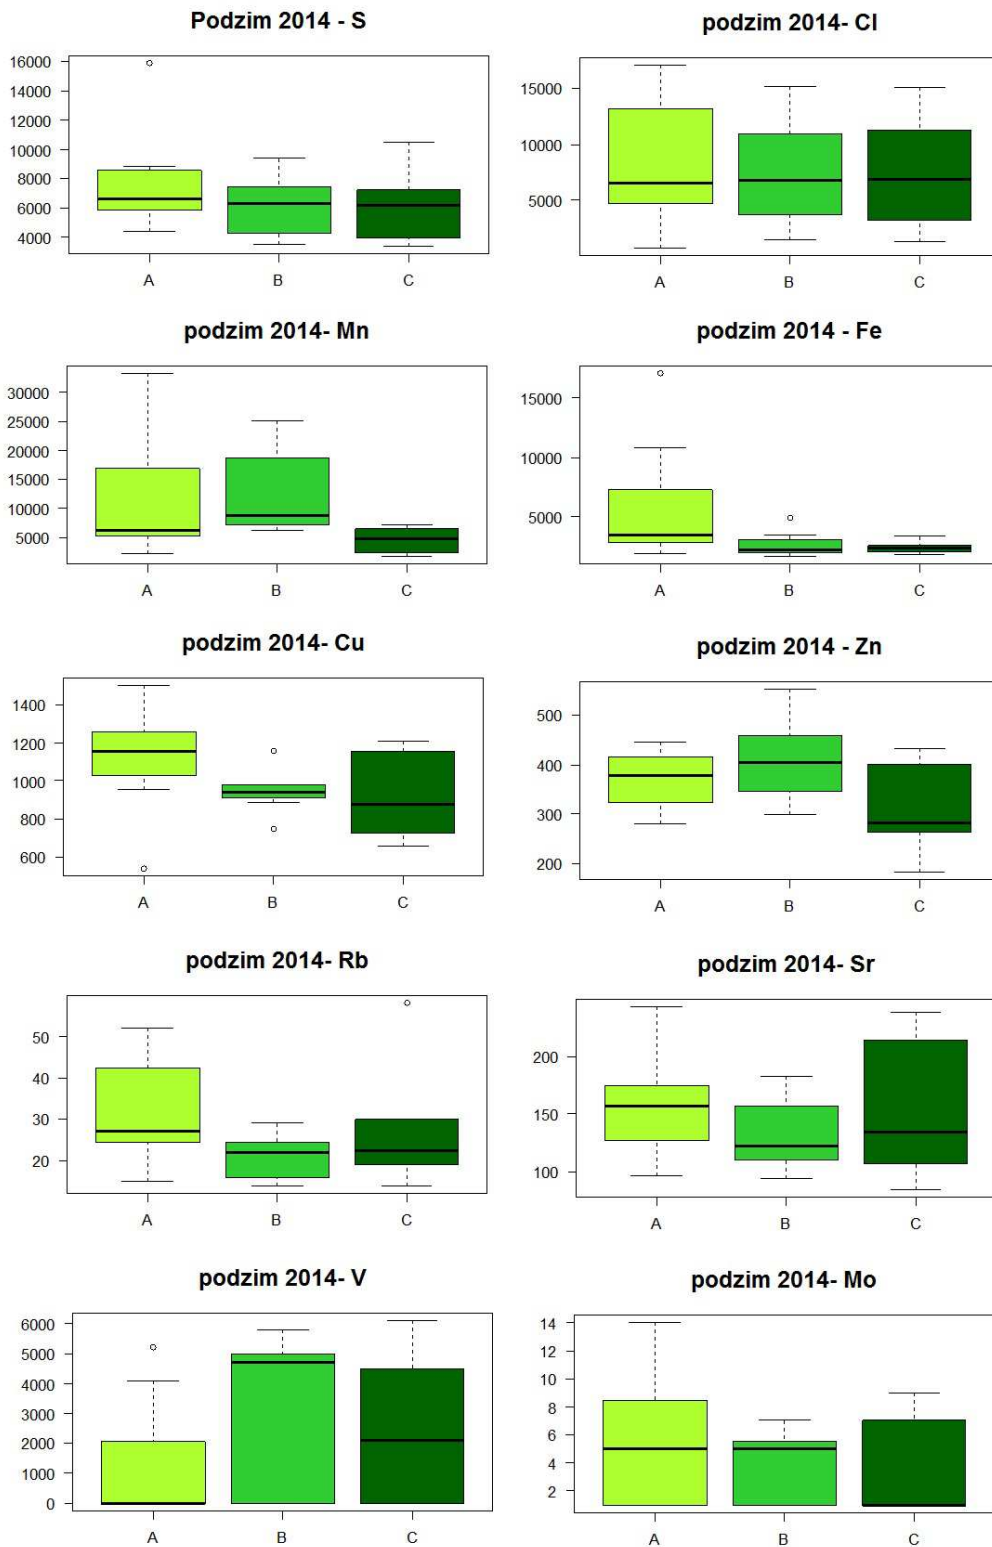 Podzim 2014 - S
16000
14000
12000
10000
8000
6000
4000
A B C
podzim 2014- Cl
15000
10000
5000
A B C
podzim 2014- Mn
30000
25000
20000
15000
10000
5000
A B C
podzim 2014 - Fe
15000
10000
5000
A B C
podzim 2014- Cu
1400
1200
1000
800
600
A B C
podzim 2014 - Zn
500
400
300
200
A B C
podzim 2014- Rb
50
40
30
20
A B C
podzim 2014- Sr
200
150
100
A B C
podzim 2014- V
6000
5000
4000
3000
2000
1000
0
A B C
podzim 2014- Mo
14
12
10
8
6
4
2
A B C